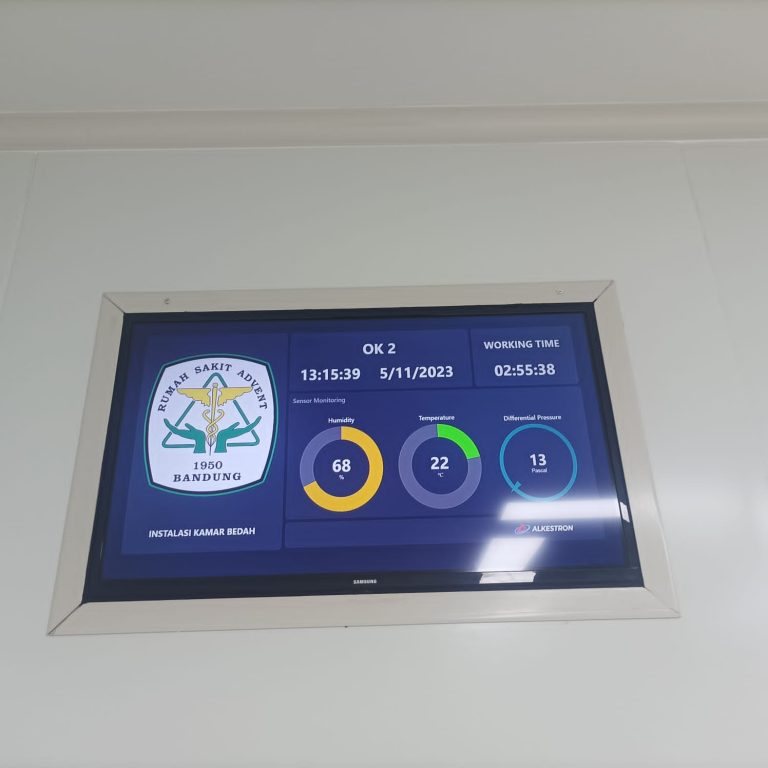 RUMAH SAKIT ADVENT
1950
BANDUNG
INSTALASI KAMAR BEDAH
OK 2
13:15:39 5/11/2023
WORKING TIME
02:55:38
Sensor Monitoring
Humidity
68
%
Temperature
22
°C
Differential Pressure
13
Pascal
ALKESTRON
SAMSUNG